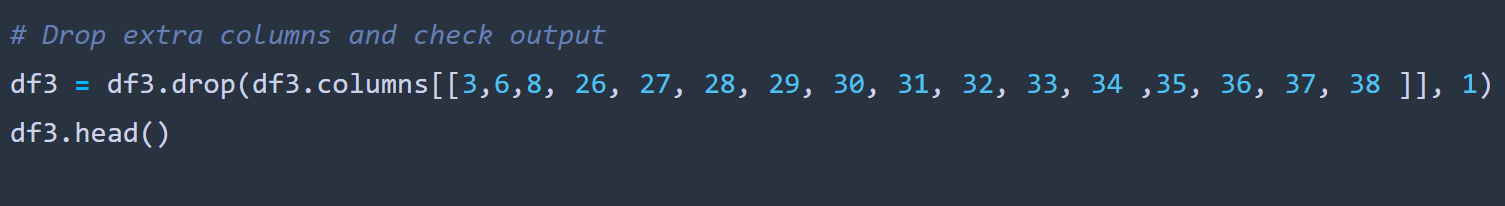 # Drop extra columns and check output
df3 = df3.drop(df3.columns[[3,6,8, 26, 27, 28, 29, 30, 31, 32, 33, 34 ,35, 36, 37, 38 ]], 1)
df3.head()